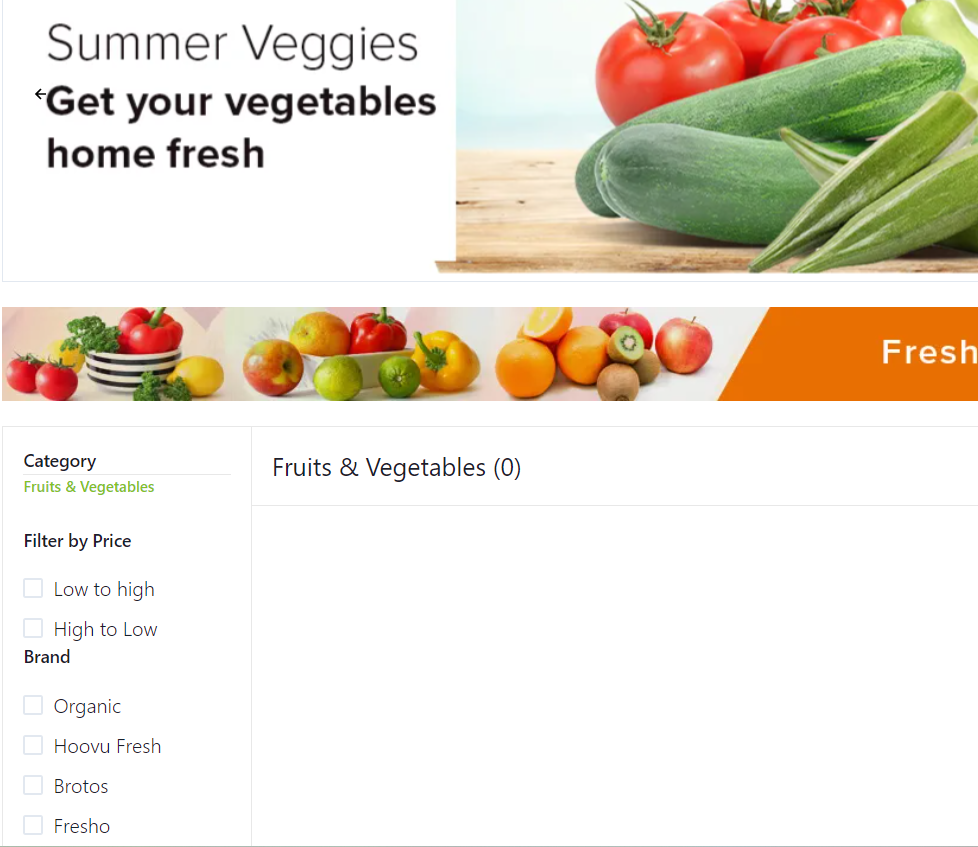 Summer Veggies
Get your vegetables
home fresh
Fresh
Category
Fruits & Vegetables
Filter by Price
Low to high
High to Low
Brand
Organic
Hoovu Fresh
Brotos
Fresho
Fruits & Vegetables (0)